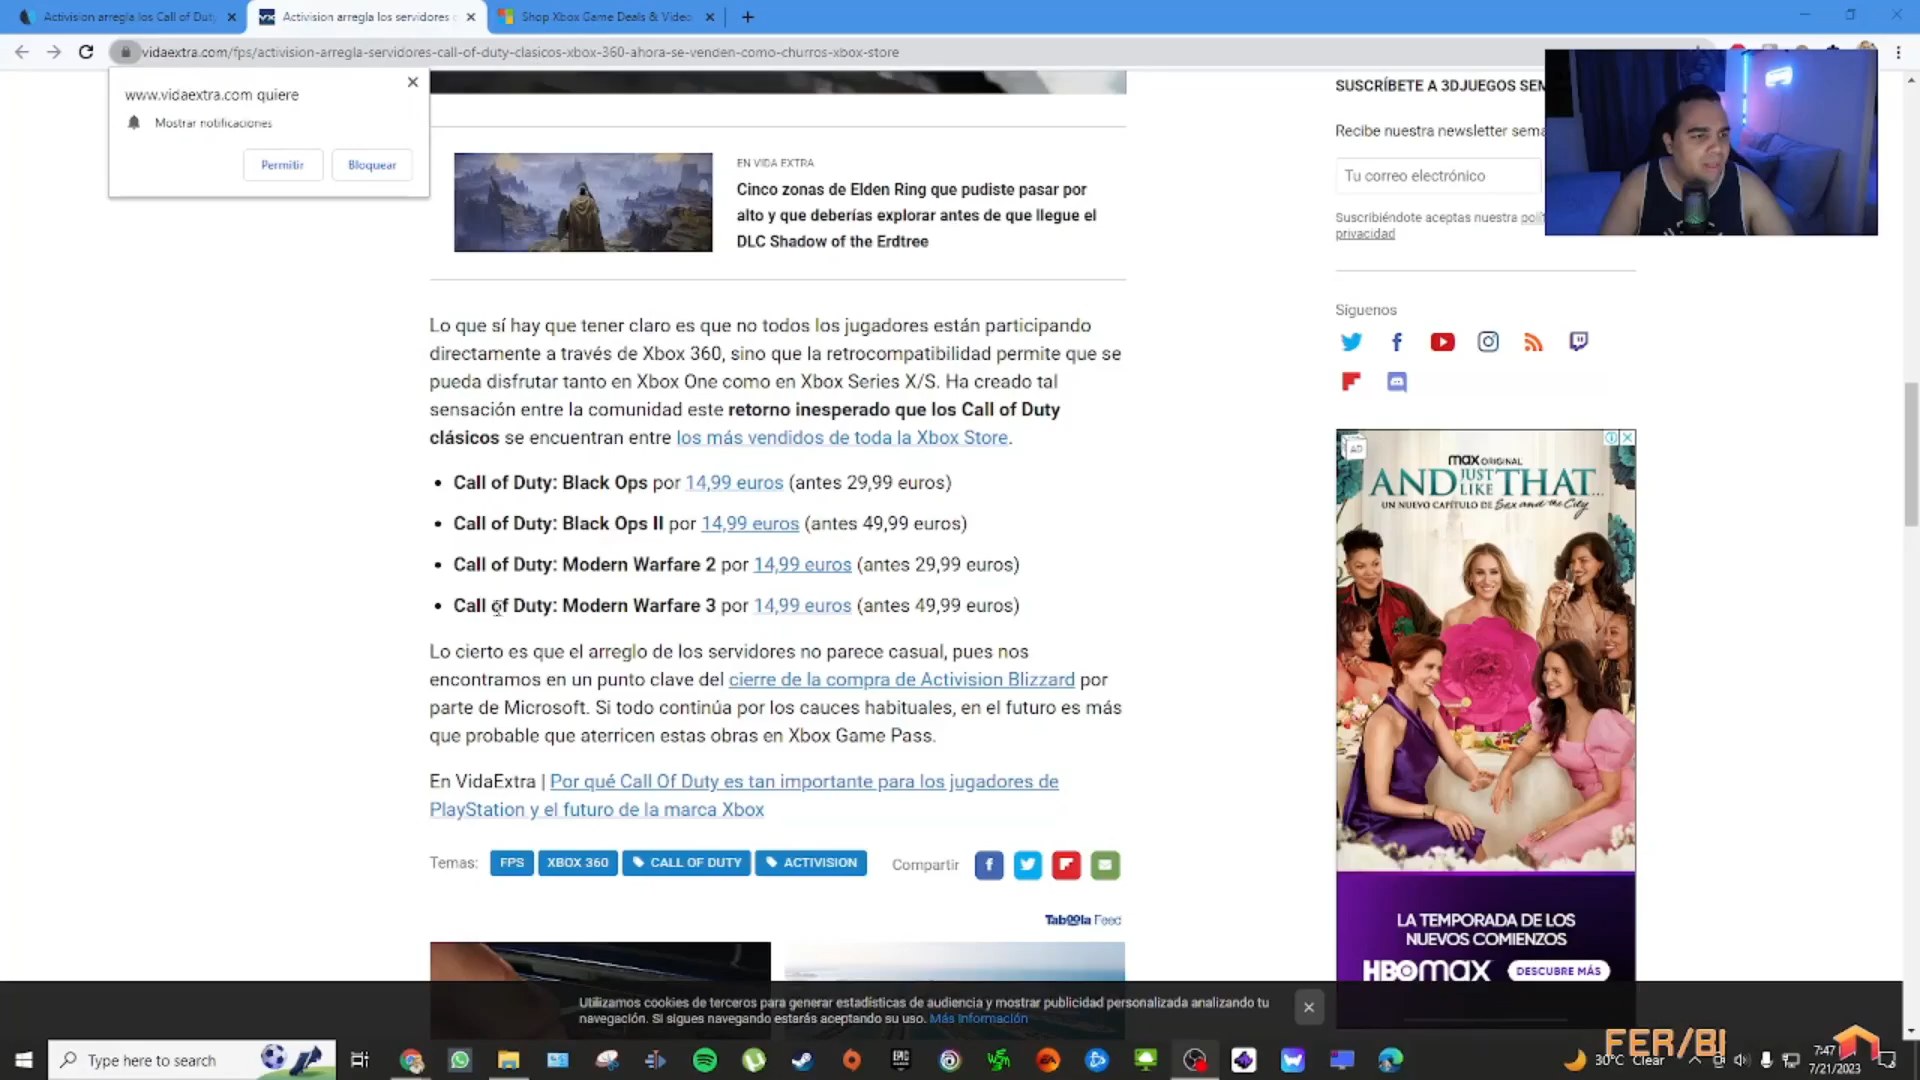 Activision arregla los Call of Duty
Activision arregla los servidores
Shop Xbox Game Deals & Video
vidaextra.com/fps/activision-arregla-servidores-call-of-duty-clasicos-xbox-360-ahora-se-venden-como-churros-xbox-store
www.vidaextra.com quiere
Mostrar notificaciones
Permitir
Bloquear
EN VIDA EXTRA
Cinco zonas de Elden Ring que pudiste pasar por
alto y que deberías explorar antes de que llegue el
DLC Shadow of the Erdtree
Lo que sí hay que tener claro es que no todos los jugadores están participando
directamente a través de Xbox 360, sino que la retrocompatibilidad permite que se
pueda disfrutar tanto en Xbox One como en Xbox Series X/S. Ha creado tal
sensación entre la comunidad este retorno inesperado que los Call of Duty
clásicos se encuentran entre los más vendidos de toda la Xbox Store.
Call of Duty: Black Ops por 14,99 euros (antes 29,99 euros)
Call of Duty: Black Ops II por 14,99 euros (antes 49,99 euros)
Call of Duty: Modern Warfare 2 por 14,99 euros (antes 29,99 euros)
Call of Duty: Modern Warfare 3 por 14,99 euros (antes 49,99 euros)
Lo cierto es que el arreglo de los servidores no parece casual, pues nos
encontramos en un punto clave del cierre de la compra de Activision Blizzard por
parte de Microsoft. Si todo continúa por los cauces habituales, en el futuro es más
que probable que aterricen estas obras en Xbox Game Pass.
En VidaExtra | Por qué Call Of Duty es tan importante para los jugadores de
PlayStation y el futuro de la marca Xbox
Temas: FPS XBOX 360 CALL OF DUTY ACTIVISION Compartir
Taboola Feed
SUSCRÍBETE A 3DJUEGOS
Recibe nuestra newsletter
Tu correo electrónico
Suscribiéndote aceptas nuestra
privacidad
Síguenos
AD
max ORIGINAL
AND JUST LIKE THAT...
UN NUEVO CAPÍTULO DE Sex and the City
LA TEMPORADA DE LOS
NUEVOS COMIENZOS
HBOmax DESCUBRE MÁS
Utilizamos cookies de terceros para generar estadísticas de audiencia y mostrar publicidad personalizada analizando tu
navegación. Si sigues navegando estarás aceptando su uso. Más información
FER/BI
Type here to search
EPIC
EA
30°C Clear
7:47
7/21/2023